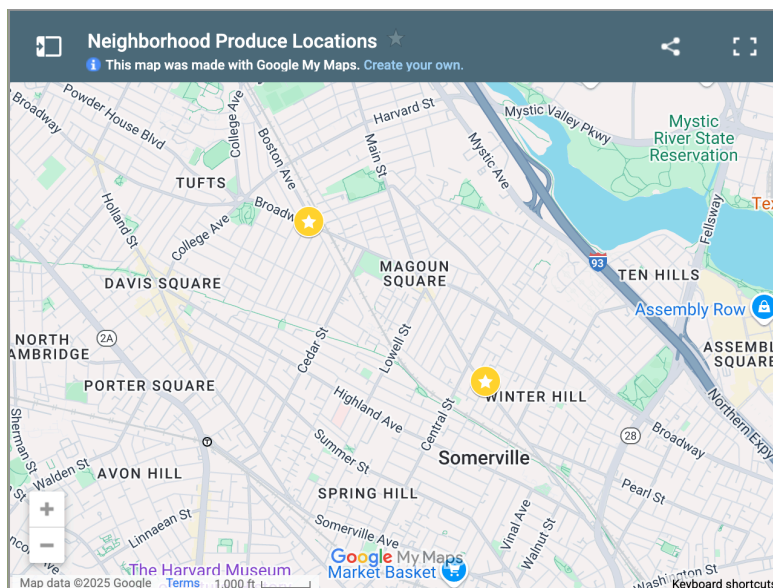 Neighborhood Produce Locations
This map was made with Google My Maps. Create your own.
Broadway
Powder House Blvd
College Ave
Boston Ave
Harvard St
Main St
Mystic Ave
Mystic Valley Pkwy
Mystic
River State
Reservation
TUFTS
Holland St
College Ave
Broadw
Fellsway
Tex
MAGOUN
SQUARE
93
TEN HILLS
DAVIS SQUARE
Assembly Row
NORTH
AMBRIDGE
2A
Cedar St
Lowell St
ASSEMBL
SQUARE
PORTER SQUARE
WINTER HILL
Highland Ave
Central St
Northern Expy
Sherman St
28
Broadway
Summer St
Somerville
Walden St
AVON HILL
Pearl St
SPRING HILL
Linnaean St
Somerville Ave
Vinal Ave
Walnut St
Google My Maps
The Harvard Museum
Market Basket
Washington St
Map data ©2025 Google
Terms
1,000 ft
Keyboard shortcuts